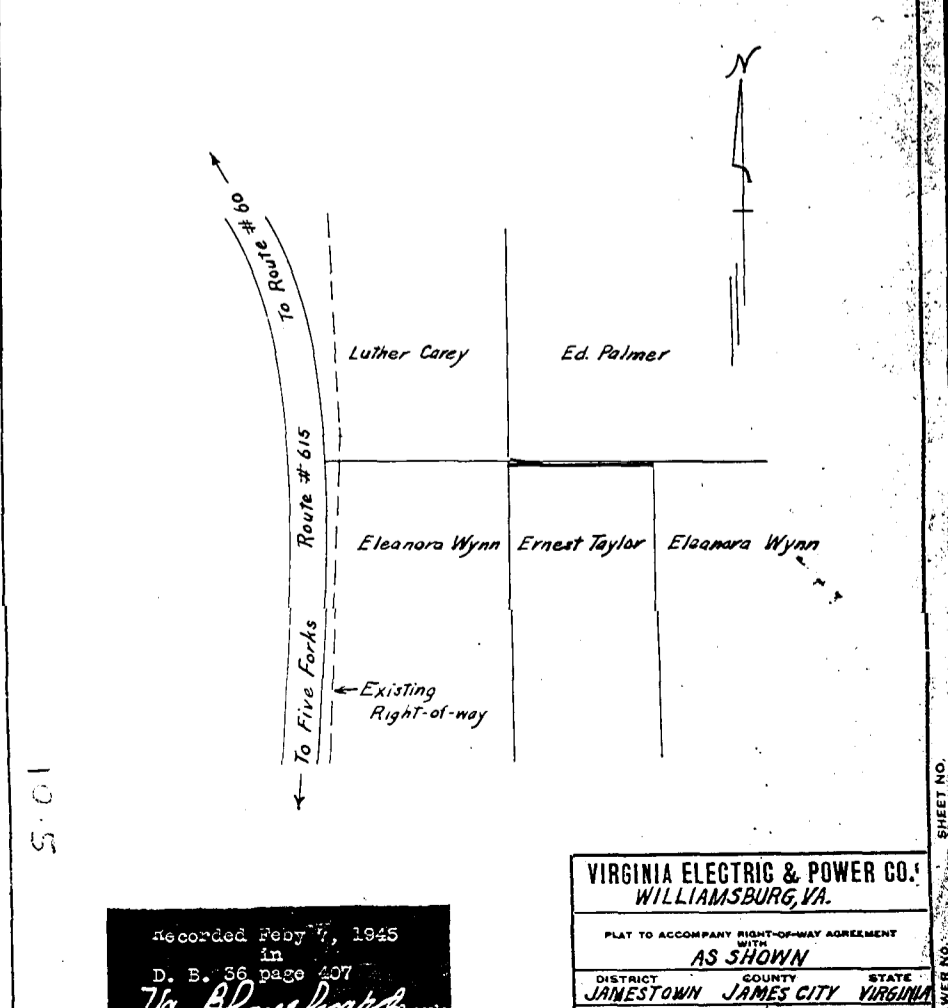 N
To Route # 60
Luther Carey
Ed. Palmer
Route # 615
Eleanora Wynn
Ernest Taylor
Eleanora Wynn
To Five Forks
Existing
Right-of-way
10.5
SHEET NO.
VIRGINIA ELECTRIC & POWER CO.
WILLIAMSBURG, VA.
PLAT TO ACCOMPANY RIGHT-OF-WAY AGREEMENT
WITH
AS SHOWN
DISTRICT COUNTY STATE
JAMESTOWN JAMES CITY VIRGINIA
Recorded Feby 7, 1945
in
D. B. 36 page 407